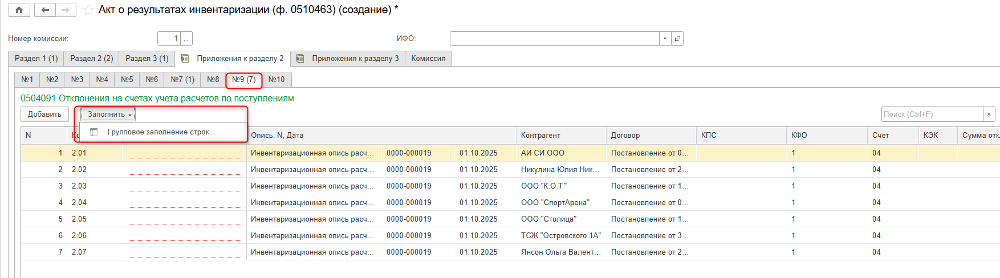 Акт о результатах инвентаризации (ф. 0510463) (создание) *
Номер комиссии: 1 ... ИФО:
Раздел 1 (1) Раздел 2 (2) Раздел 3 (1) Приложения к разделу 2 Приложения к разделу 3 Комиссия
№1 №2 №3 №4 №5 №6 №7 (1) №8 №9 (7) №10
0504091 Отклонения на счетах учета расчетов по поступлениям
Добавить Заполнить Поиск (Ctrl+F) ×
Групповое заполнение строк...
N Опись, N, Дата Контрагент Договор КПС КФО Счет КЭК Сумма отк
1 2.01 Инвентаризационная опись расч... 0000-000019 01.10.2025 АЙ СИ ООО Постановление от 0... 1 04
2 2.02 Инвентаризационная опись расч... 0000-000019 01.10.2025 Никулина Юлия Ник... Постановление от 2... 1 04
3 2.03 Инвентаризационная опись расч... 0000-000019 01.10.2025 ООО "К.О.Т." Постановление от 1... 1 04
4 2.04 Инвентаризационная опись расч... 0000-000019 01.10.2025 ООО "СпортАрена" Постановление от 0... 1 04
5 2.05 Инвентаризационная опись расч... 0000-000019 01.10.2025 ООО "Столица" Постановление от 1... 1 04
6 2.06 Инвентаризационная опись расч... 0000-000019 01.10.2025 ТСЖ "Островского 1А" Постановление от 3... 1 04
7 2.07 Инвентаризационная опись расч... 0000-000019 01.10.2025 Янсон Ольга Валент... Постановление от 2... 1 04